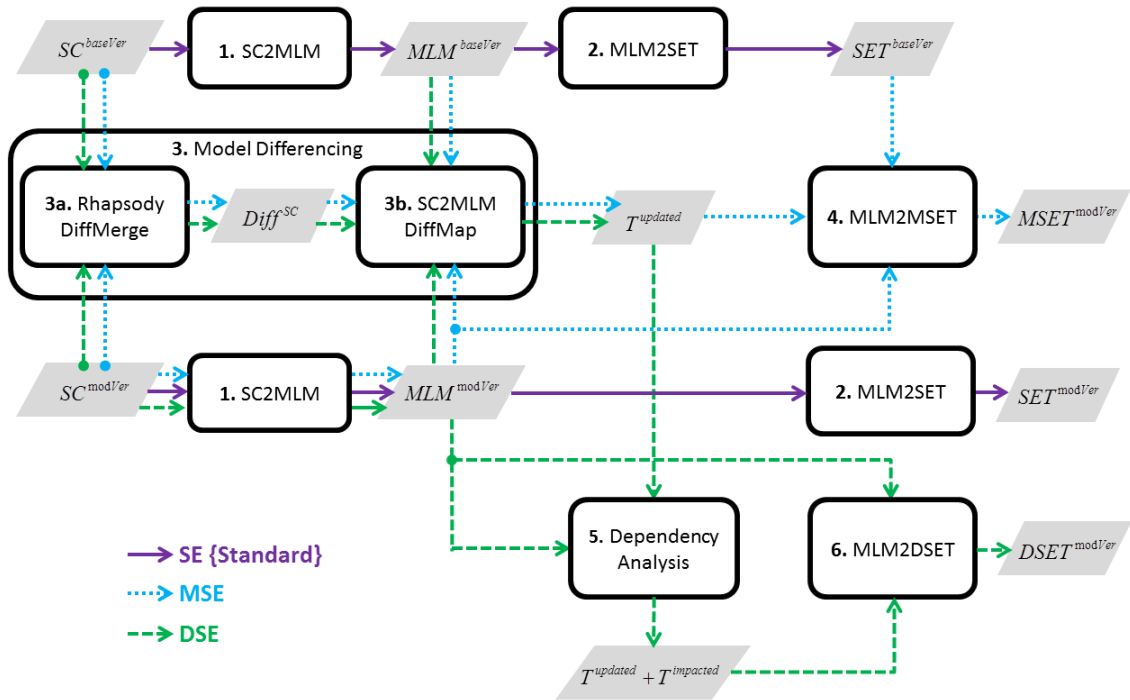 SC^baseVer
1. SC2MLM
MLM^baseVer
2. MLM2SET
SET^baseVer
3. Model Differencing
3a. Rhapsody
DiffMerge
Diff^SC
3b. SC2MLM
DiffMap
T^updated
4. MLM2MSET
MSET^modVer
SC^modVer
1. SC2MLM
MLM^modVer
2. MLM2SET
SET^modVer
SE {Standard}
MSE
DSE
5. Dependency
Analysis
6. MLM2DSET
DSET^modVer
T^updated + T^impacted